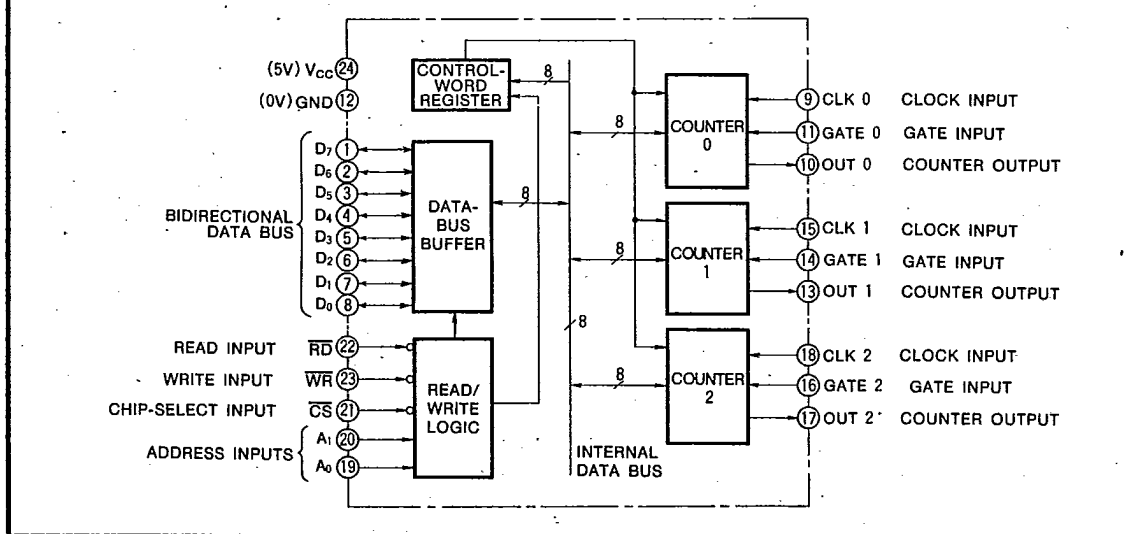 (5V) VCC 24
(0V) GND 12
D7 1
D6 2
D5 3
D4 4
D3 5
D2 6
D1 7
D0 8
BIDIRECTIONAL
DATA BUS
READ INPUT RD 22
WRITE INPUT WR 23
CHIP-SELECT INPUT CS 21
ADDRESS INPUTS
A1 20
A0 19
CONTROL-
WORD
REGISTER
8
DATA-
BUS
BUFFER
8
READ/
WRITE
LOGIC
8
INTERNAL
DATA BUS
8
COUNTER
0
9 CLK 0 CLOCK INPUT
11 GATE 0 GATE INPUT
10 OUT 0 COUNTER OUTPUT
8
COUNTER
1
15 CLK 1 CLOCK INPUT
14 GATE 1 GATE INPUT
13 OUT 1 COUNTER OUTPUT
8
COUNTER
2
18 CLK 2 CLOCK INPUT
16 GATE 2 GATE INPUT
17 OUT 2 COUNTER OUTPUT